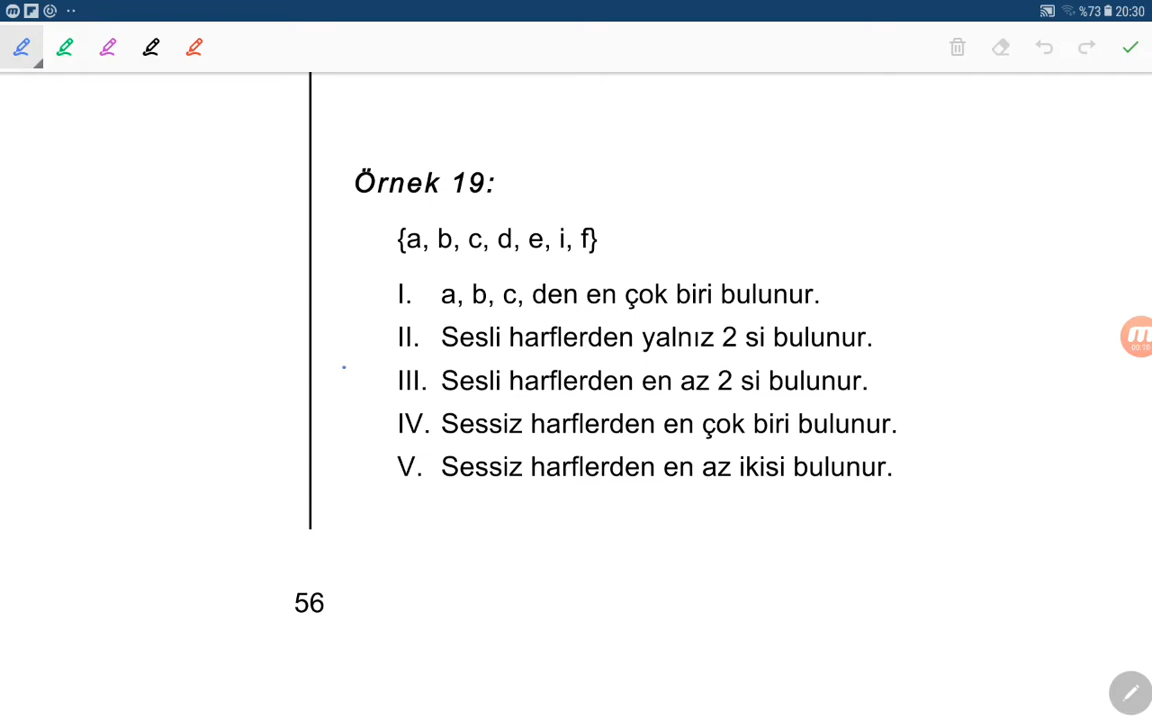 %73 20:30
Örnek 19:
{a, b, c, d, e, i, f}
I. a, b, c, den en çok biri bulunur.
II. Sesli harflerden yalnız 2 si bulunur.
III. Sesli harflerden en az 2 si bulunur.
IV. Sessiz harflerden en çok biri bulunur.
V. Sessiz harflerden en az ikisi bulunur.
56